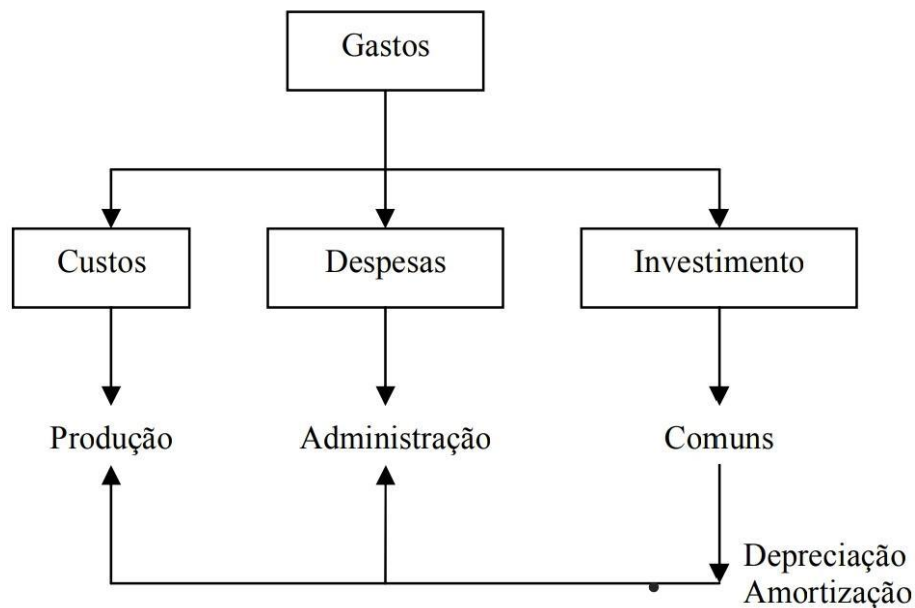 Gastos
Custos
Despesas
Investimento
Produção
Administração
Comuns
Depreciação
Amortização